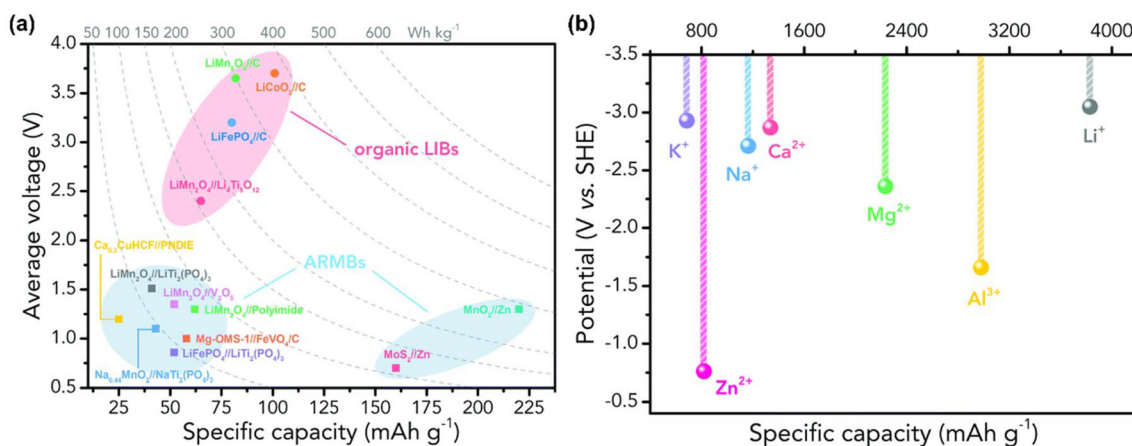 (a)
50 100 150 200 300 400 500 600 Wh kg⁻¹
4.0
3.5
3.0
2.5
2.0
1.5
1.0
0.5
Average voltage (V)
LiMn₂O₄//C
LiCoO₂//C
LiFePO₄//C
organic LIBs
LiMn₂O₄//Li₄Ti₅O₁₂
Ca₀.₃CuHCF//PNDIE
ARMBs
LiMn₂O₄//LiTi₂(PO₄)₃
LiMn₂O₄//V₂O₅
LiMn₂O₄//Polyimide
MnO₂//Zn
Mg-OMS-1//FeVO₄/C
LiFePO₄//LiTi₂(PO₄)₃
MoS₂//Zn
Na₀.₄₄MnO₂//NaTi₂(PO₄)₃
25 50 75 100 125 150 175 200 225
Specific capacity (mAh g⁻¹)
(b)
800 1600 2400 3200 4000
-3.5
-3.0
-2.5
-2.0
-1.5
-1.0
-0.5
Potential (V vs. SHE)
K⁺
Na⁺
Ca²⁺
Li⁺
Mg²⁺
Al³⁺
Zn²⁺
Specific capacity (mAh g⁻¹)